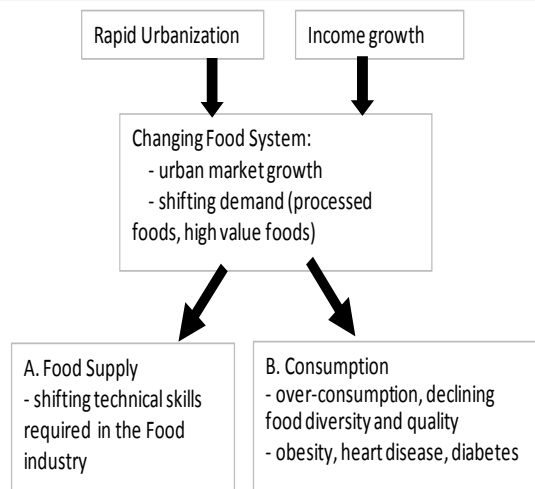 Rapid Urbanization
Income growth
Changing Food System:
- urban market growth
- shifting demand (processed
foods, high value foods)
A. Food Supply
- shifting technical skills
required in the Food
industry
B. Consumption
- over-consumption, declining
food diversity and quality
- obesity, heart disease, diabetes